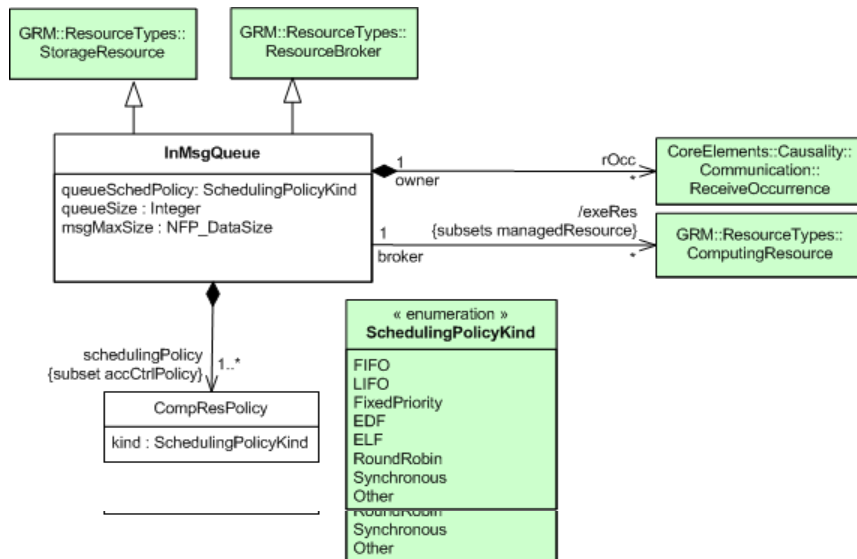 GRM::ResourceTypes::
StorageResource
GRM::ResourceTypes::
ResourceBroker
InMsgQueue
queueSchedPolicy: SchedulingPolicyKind
queueSize : Integer
msgMaxSize : NFP_DataSize
1
owner
rOcc
*
CoreElements::Causality::
Communication::
ReceiveOccurrence
1
broker
/exeRes
{subsets managedResource}
*
GRM::ResourceTypes::
ComputingResource
schedulingPolicy
{subset accCtrlPolicy}
1..*
CompResPolicy
kind : SchedulingPolicyKind
« enumeration »
SchedulingPolicyKind
FIFO
LIFO
FixedPriority
EDF
ELF
RoundRobin
Synchronous
Other
RoundRobin
Synchronous
Other